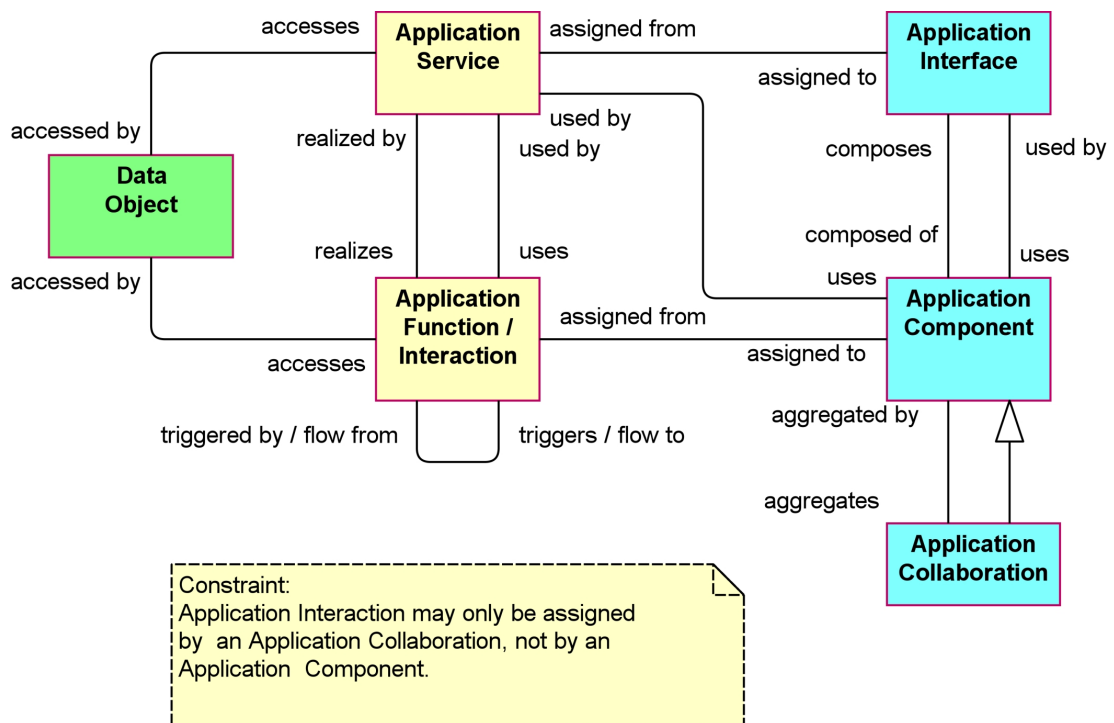 accesses
Application
Service
assigned from
Application
Interface
assigned to
accessed by
realized by
used by
used by
composes
used by
Data
Object
composed of
realizes
uses
uses
uses
accessed by
Application
Function /
Interaction
assigned from
Application
Component
assigned to
accesses
aggregated by
triggered by / flow from
triggers / flow to
aggregates
Application
Collaboration
Constraint:
Application Interaction may only be assigned
by  an Application Collaboration, not by an
Application  Component.